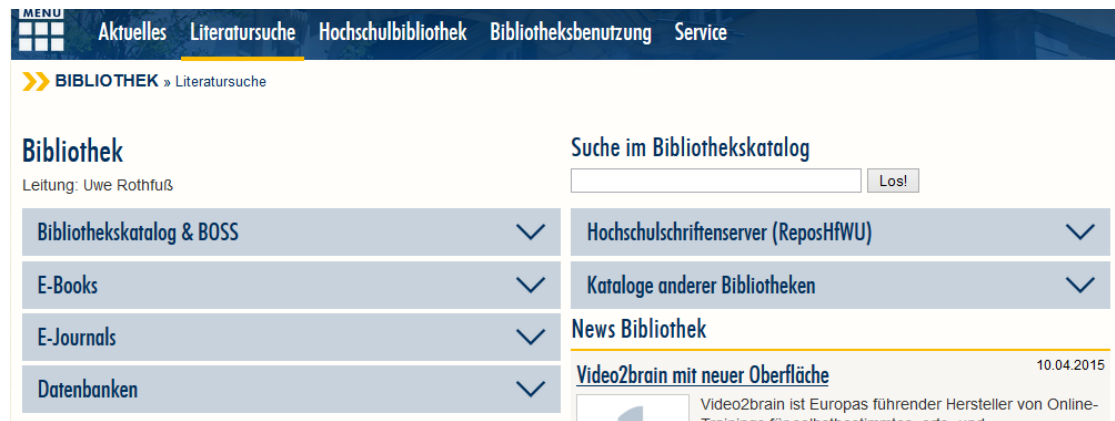 MENU
Aktuelles Literatursuche Hochschulbibliothek Bibliotheksbenutzung Service
BIBLIOTHEK » Literatursuche
Bibliothek
Leitung: Uwe Rothfuß
Bibliothekskatalog & BOSS
E-Books
E-Journals
Datenbanken
Suche im Bibliothekskatalog
Los!
Hochschulschriftenserver (ReposHfWU)
Kataloge anderer Bibliotheken
News Bibliothek
10.04.2015
Video2brain mit neuer Oberfläche
Video2brain ist Europas führender Hersteller von Online-